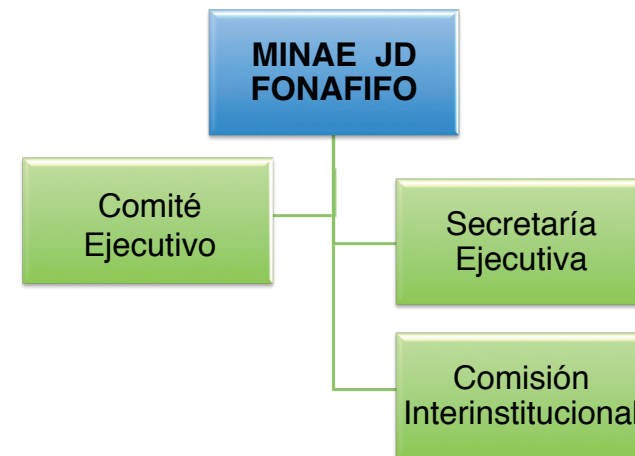 MINAE JD
FONAFIFO
Comité
Ejecutivo
Secretaría
Ejecutiva
Comisión
Interinstitucional